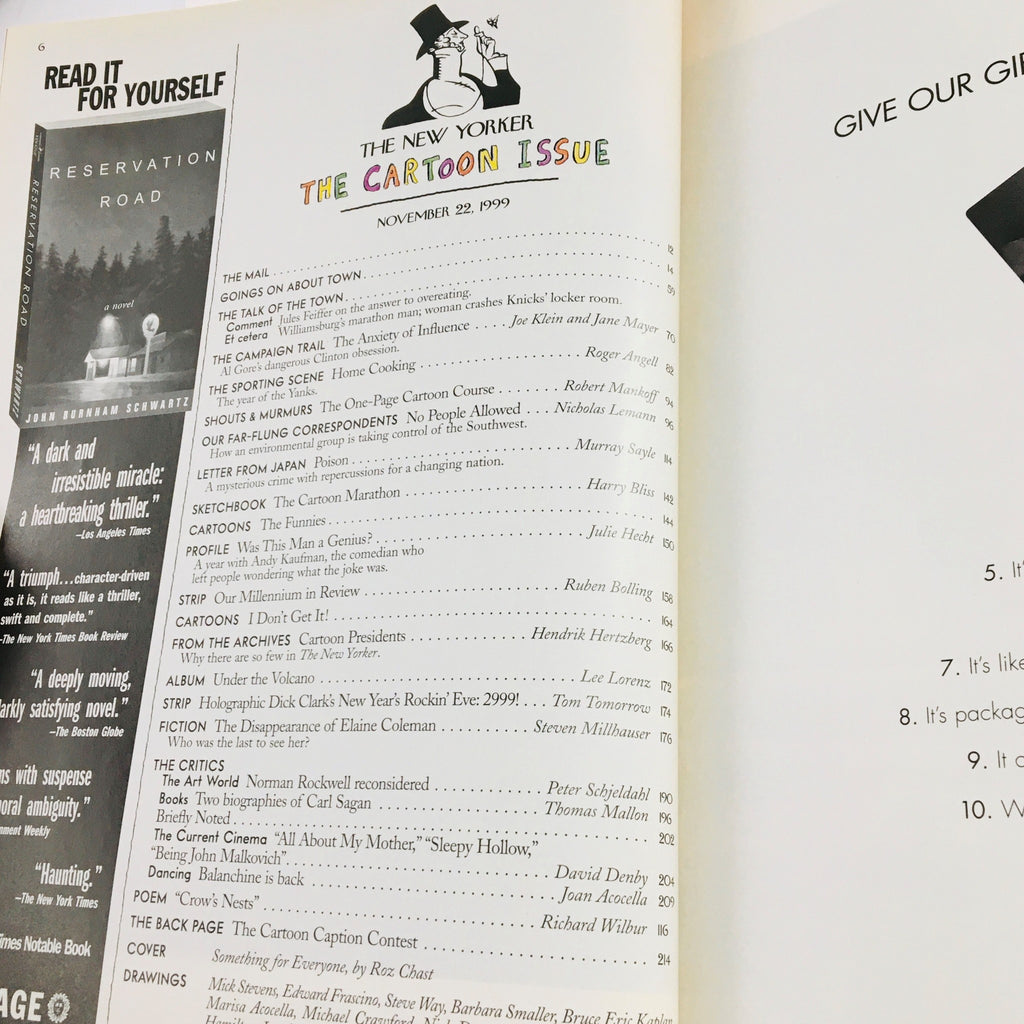 6
READ IT
FOR YOURSELF
RESERVATION
ROAD
a novel
JOHN BURNHAM SCHWARTZ
RESERVATION ROAD
SCHWARTZ
“A dark and
irresistible miracle:
a heartbreaking thriller.”
—Los Angeles Times
“A triumph...character-driven
as it is, it reads like a thriller,
swift and complete.”
—The New York Times Book Review
“A deeply moving,
arkly satisfying novel.”
—The Boston Globe
ns with suspense
oral ambiguity.”
nment Weekly
“Haunting.”
—The New York Times
Times Notable Book
AGE
THE NEW YORKER
THE CARTOON ISSUE
NOVEMBER 22, 1999
THE MAIL 12
GOINGS ON ABOUT TOWN 14
THE TALK OF THE TOWN 59
Comment Jules Feiffer on the answer to overeating.
Et cetera Williamsburg’s marathon man; woman crashes Knicks’ locker room.
THE CAMPAIGN TRAIL The Anxiety of Influence .... Joe Klein and Jane Mayer 70
Al Gore’s dangerous Clinton obsession.
THE SPORTING SCENE Home Cooking .... Roger Angell 82
The year of the Yanks.
SHOUTS & MURMURS The One-Page Cartoon Course .... Robert Mankoff 94
OUR FAR-FLUNG CORRESPONDENTS No People Allowed ... Nicholas Lemann 96
How an environmental group is taking control of the Southwest.
LETTER FROM JAPAN Poison .... Murray Sayle 114
A mysterious crime with repercussions for a changing nation.
SKETCHBOOK The Cartoon Marathon .... Harry Bliss 142
CARTOONS The Funnies .... 144
PROFILE Was This Man a Genius? .... Julie Hecht 150
A year with Andy Kaufman, the comedian who
left people wondering what the joke was.
STRIP Our Millennium in Review .... Ruben Bolling 158
CARTOONS I Don’t Get It! .... 164
FROM THE ARCHIVES Cartoon Presidents .... Hendrik Hertzberg 166
Why there are so few in The New Yorker.
ALBUM Under the Volcano .... Lee Lorenz 172
STRIP Holographic Dick Clark’s New Year’s Rockin’ Eve: 2999! ... Tom Tomorrow 174
FICTION The Disappearance of Elaine Coleman .... Steven Millhauser 176
Who was the last to see her?
THE CRITICS
The Art World Norman Rockwell reconsidered .... Peter Schjeldahl 190
Books Two biographies of Carl Sagan .... Thomas Mallon 196
Briefly Noted .... 202
The Current Cinema “All About My Mother,” “Sleepy Hollow,”
“Being John Malkovich” .... David Denby 204
Dancing Balanchine is back .... Joan Acocella 209
POEM “Crow’s Nests” .... Richard Wilbur 116
THE BACK PAGE The Cartoon Caption Contest .... 214
COVER Something for Everyone, by Roz Chast
DRAWINGS Mick Stevens, Edward Frascino, Steve Way, Barbara Smaller, Bruce Eric Kaplan
Marisa Acocella, Michael Crawford,
GIVE OUR GI
5. It
7. It’s like
8. It’s packag
9. It
10. W